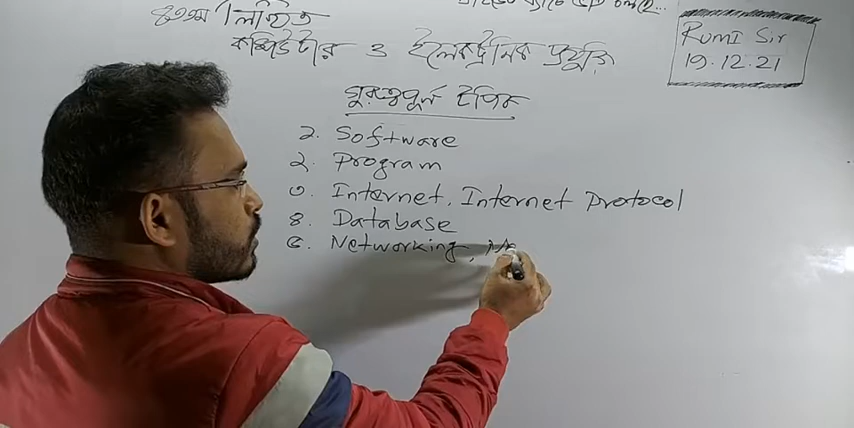 ৪৩তম লিখিত
Rumi Sir
19.12.21
কম্পিউটার ও ইলেকট্রনিক প্রযুক্তি
গুরুত্বপূর্ণ টপিক
১. Software
২. Program
৩. Internet, Internet Protocol
৪. Database
৫. Networking,